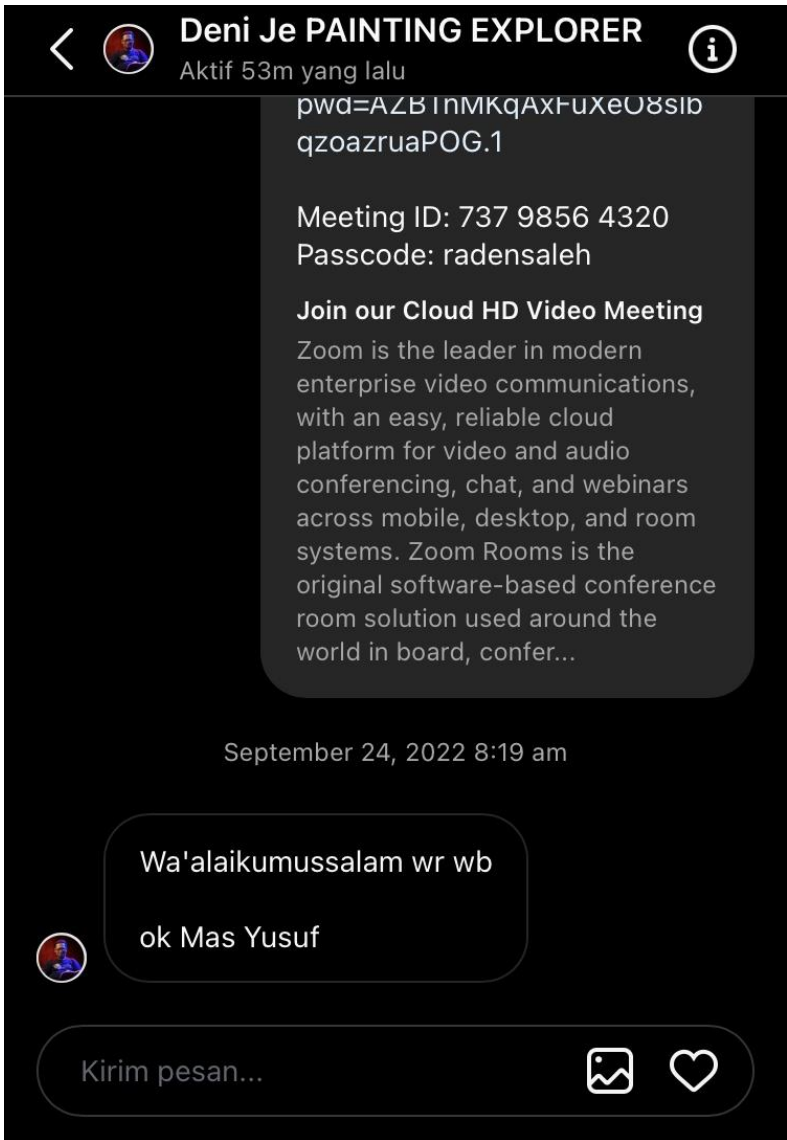 Deni Je PAINTING EXPLORER
Aktif 53m yang lalu
qzoazruaPOG.1
Meeting ID: 737 9856 4320
Passcode: radensaleh
Join our Cloud HD Video Meeting
Zoom is the leader in modern
enterprise video communications,
with an easy, reliable cloud
platform for video and audio
conferencing, chat, and webinars
across mobile, desktop, and room
systems. Zoom Rooms is the
original software-based conference
room solution used around the
world in board, confer...
September 24, 2022 8:19 am
Wa'alaikumussalam wr wb
ok Mas Yusuf
Kirim pesan...